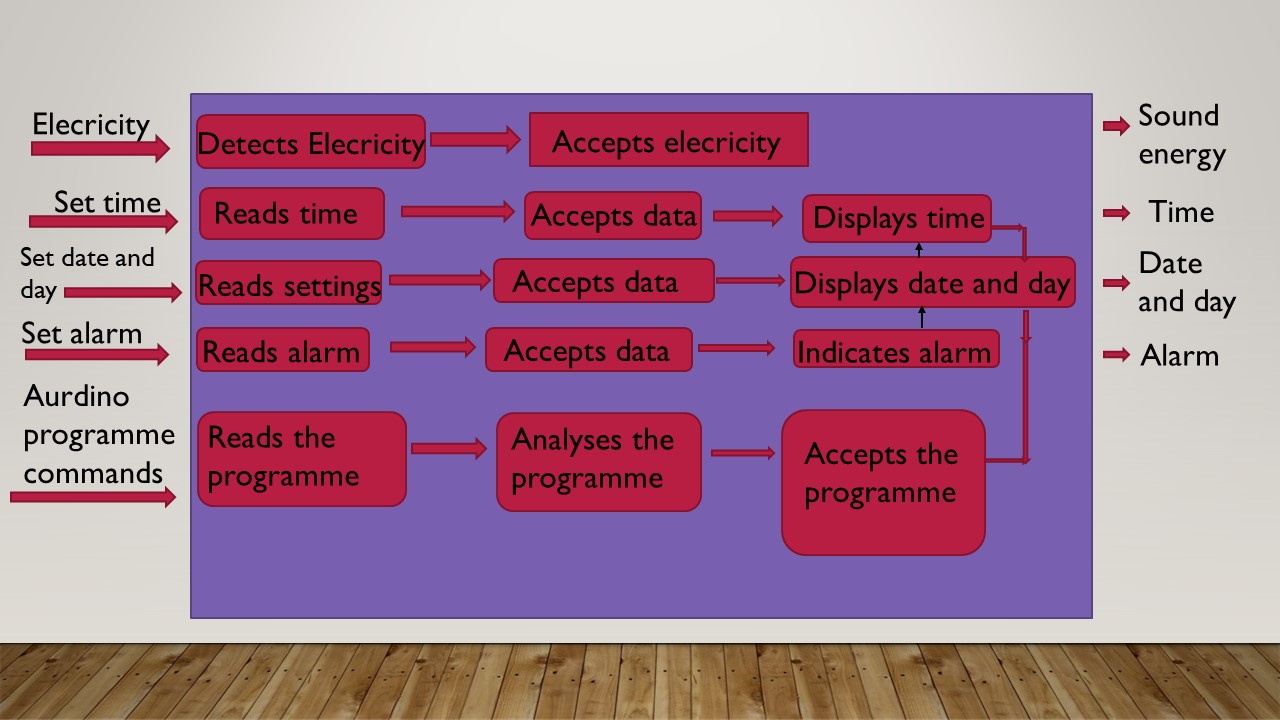 Elecricity
Detects Elecricity
Accepts elecricity
Sound
energy
Set time
Reads time
Accepts data
Displays time
Time
Set date and
day
Reads settings
Accepts data
Displays date and day
Date
and day
Set alarm
Reads alarm
Accepts data
Indicates alarm
Alarm
Aurdino
programme
commands
Reads the
programme
Analyses the
programme
Accepts the
programme